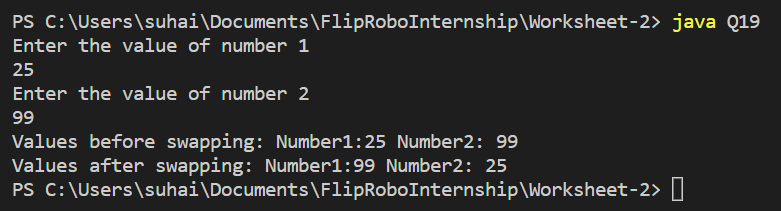 PS C:\Users\suhai\Documents\FlipRoboInternship\Worksheet-2> java Q19
Enter the value of number 1
25
Enter the value of number 2
99
Values before swapping: Number1:25 Number2: 99
Values after swapping: Number1:99 Number2: 25
PS C:\Users\suhai\Documents\FlipRoboInternship\Worksheet-2>